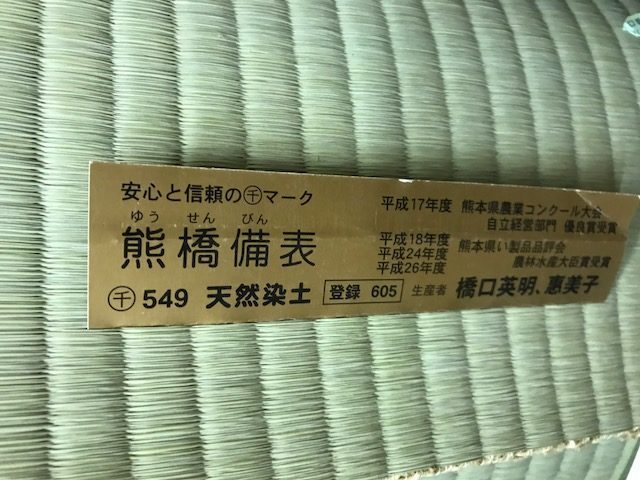 安心と信頼の㊉マーク
ゆう せん びん
熊橋備表
549 天然染土
登録 605
平成17年度 熊本県農業コンクール大会
自立経営部門 優良賞受賞
平成18年度
平成24年度
平成26年度
熊本県い製品品評会
農林水産大臣賞受賞
生産者 橋口英明、恵美子